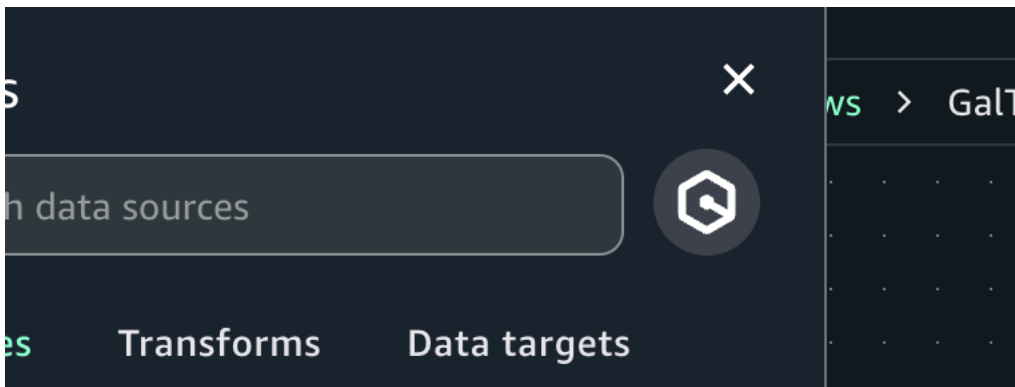 s
ws > GalT
h data sources
es Transforms Data targets